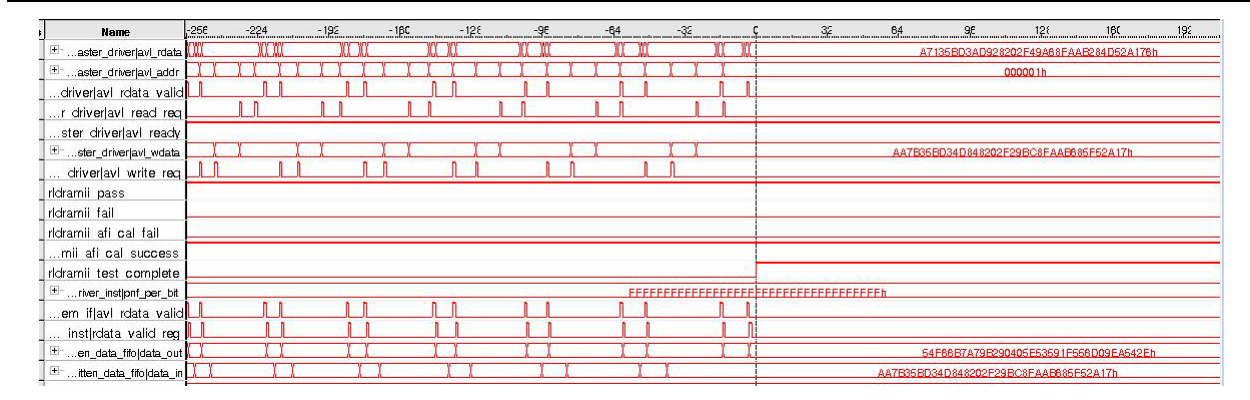 s Name -256 -224 -192 -160 -128 -96 -64 -32 0 32 64 96 128 160 192
...aster_driver|avl_rdata A7135BD3AD928202F49A68FAAB284D52A176h
...aster_driver|avl_addr 000001h
...driver|avl rdata valid
...r driver|avl read req
...ster driver|avl ready
...ster_driver|avl_wdata AA7B35BD34D848202F29BC8FAAB685F52A17h
... driver|avl write req
rldramii pass
rldramii fail
rldramii afi cal fail
...mii afi cal success
rldramii test complete
...river_inst|pnf_per_bit FFFFFFFFFFFFFFFFFFFFFFFFFFFFFFFFFFFFh
...em if|avl rdata valid
... inst|rdata valid reg
...en_data_fifo|data_out 54F66B7A79B290405E53591F556D09EA542Eh
...itten_data_fifo|data_in AA7B35BD34D848202F29BC8FAAB685F52A17h